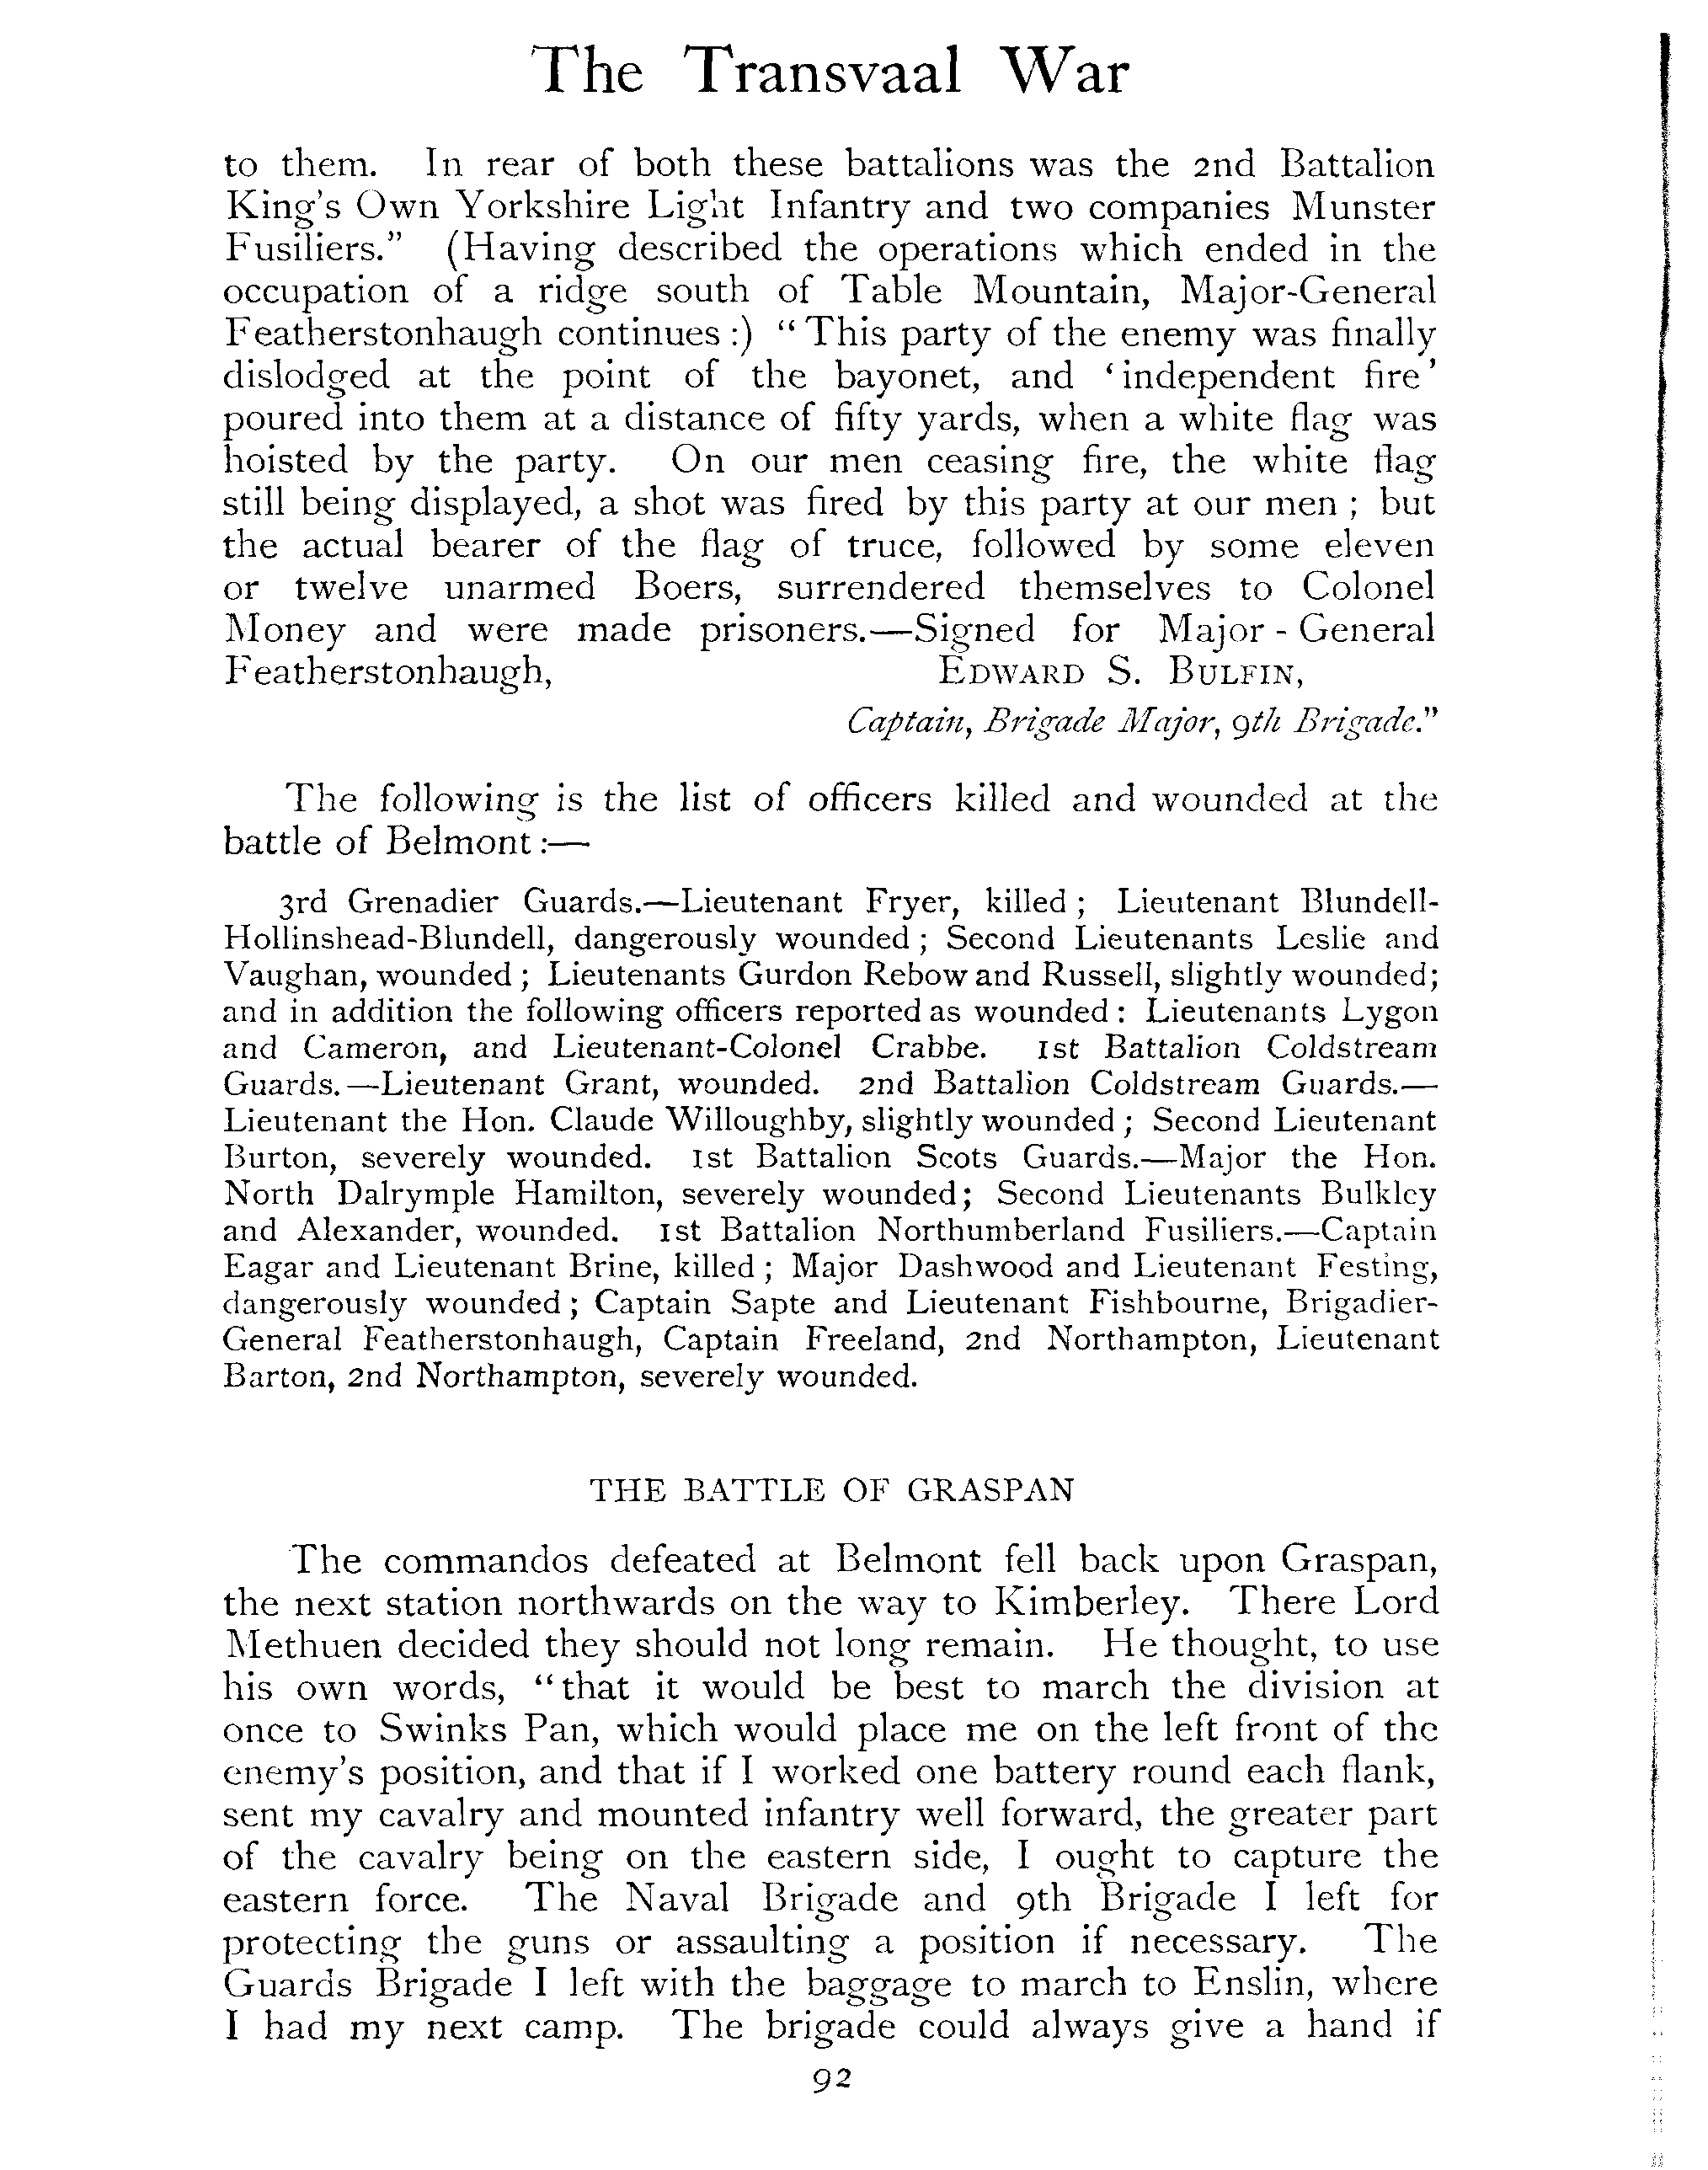 The Transvaal War
to them. In rear of both these battalions was the 2nd Battalion
King's Own Yorkshire Light Infantry and two companies Munster
Fusiliers." (Having described the operations which ended in the
occupation of a ridge south of Table Mountain, Major-General
Featherstonhaugh continues :) "This party of the enemy was finally
dislodged at the point of the bayonet, and 'independent fire'
poured into them at a distance of fifty yards, when a white flag was
hoisted by the party. On our men ceasing fire, the white flag
still being displayed, a shot was fired by this party at our men ; but
the actual bearer of the flag of truce, followed by some eleven
or twelve unarmed Boers, surrendered themselves to Colonel
Money and were made prisoners.—Signed for Major - General
Featherstonhaugh, EDWARD S. BULFIN,
Captain, Brigade Major, 9th Brigade."
The following is the list of officers killed and wounded at the
battle of Belmont :—
3rd Grenadier Guards.—Lieutenant Fryer, killed ; Lieutenant Blundell-
Hollinshead-Blundell, dangerously wounded ; Second Lieutenants Leslie and
Vaughan, wounded ; Lieutenants Gurdon Rebow and Russell, slightly wounded;
and in addition the following officers reported as wounded : Lieutenants Lygon
and Cameron, and Lieutenant-Colonel Crabbe. 1st Battalion Coldstream
Guards.—Lieutenant Grant, wounded. 2nd Battalion Coldstream Guards.—
Lieutenant the Hon. Claude Willoughby, slightly wounded ; Second Lieutenant
Burton, severely wounded. 1st Battalion Scots Guards.—Major the Hon.
North Dalrymple Hamilton, severely wounded; Second Lieutenants Bulkley
and Alexander, wounded. 1st Battalion Northumberland Fusiliers.—Captain
Eagar and Lieutenant Brine, killed ; Major Dashwood and Lieutenant Festing,
dangerously wounded ; Captain Sapte and Lieutenant Fishbourne, Brigadier-
General Featherstonhaugh, Captain Freeland, 2nd Northampton, Lieutenant
Barton, 2nd Northampton, severely wounded.
THE BATTLE OF GRASPAN
The commandos defeated at Belmont fell back upon Graspan,
the next station northwards on the way to Kimberley. There Lord
Methuen decided they should not long remain. He thought, to use
his own words, "that it would be best to march the division at
once to Swinks Pan, which would place me on the left front of the
enemy's position, and that if I worked one battery round each flank,
sent my cavalry and mounted infantry well forward, the greater part
of the cavalry being on the eastern side, I ought to capture the
eastern force. The Naval Brigade and 9th Brigade I left for
protecting the guns or assaulting a position if necessary. The
Guards Brigade I left with the baggage to march to Enslin, where
I had my next camp. The brigade could always give a hand if
92